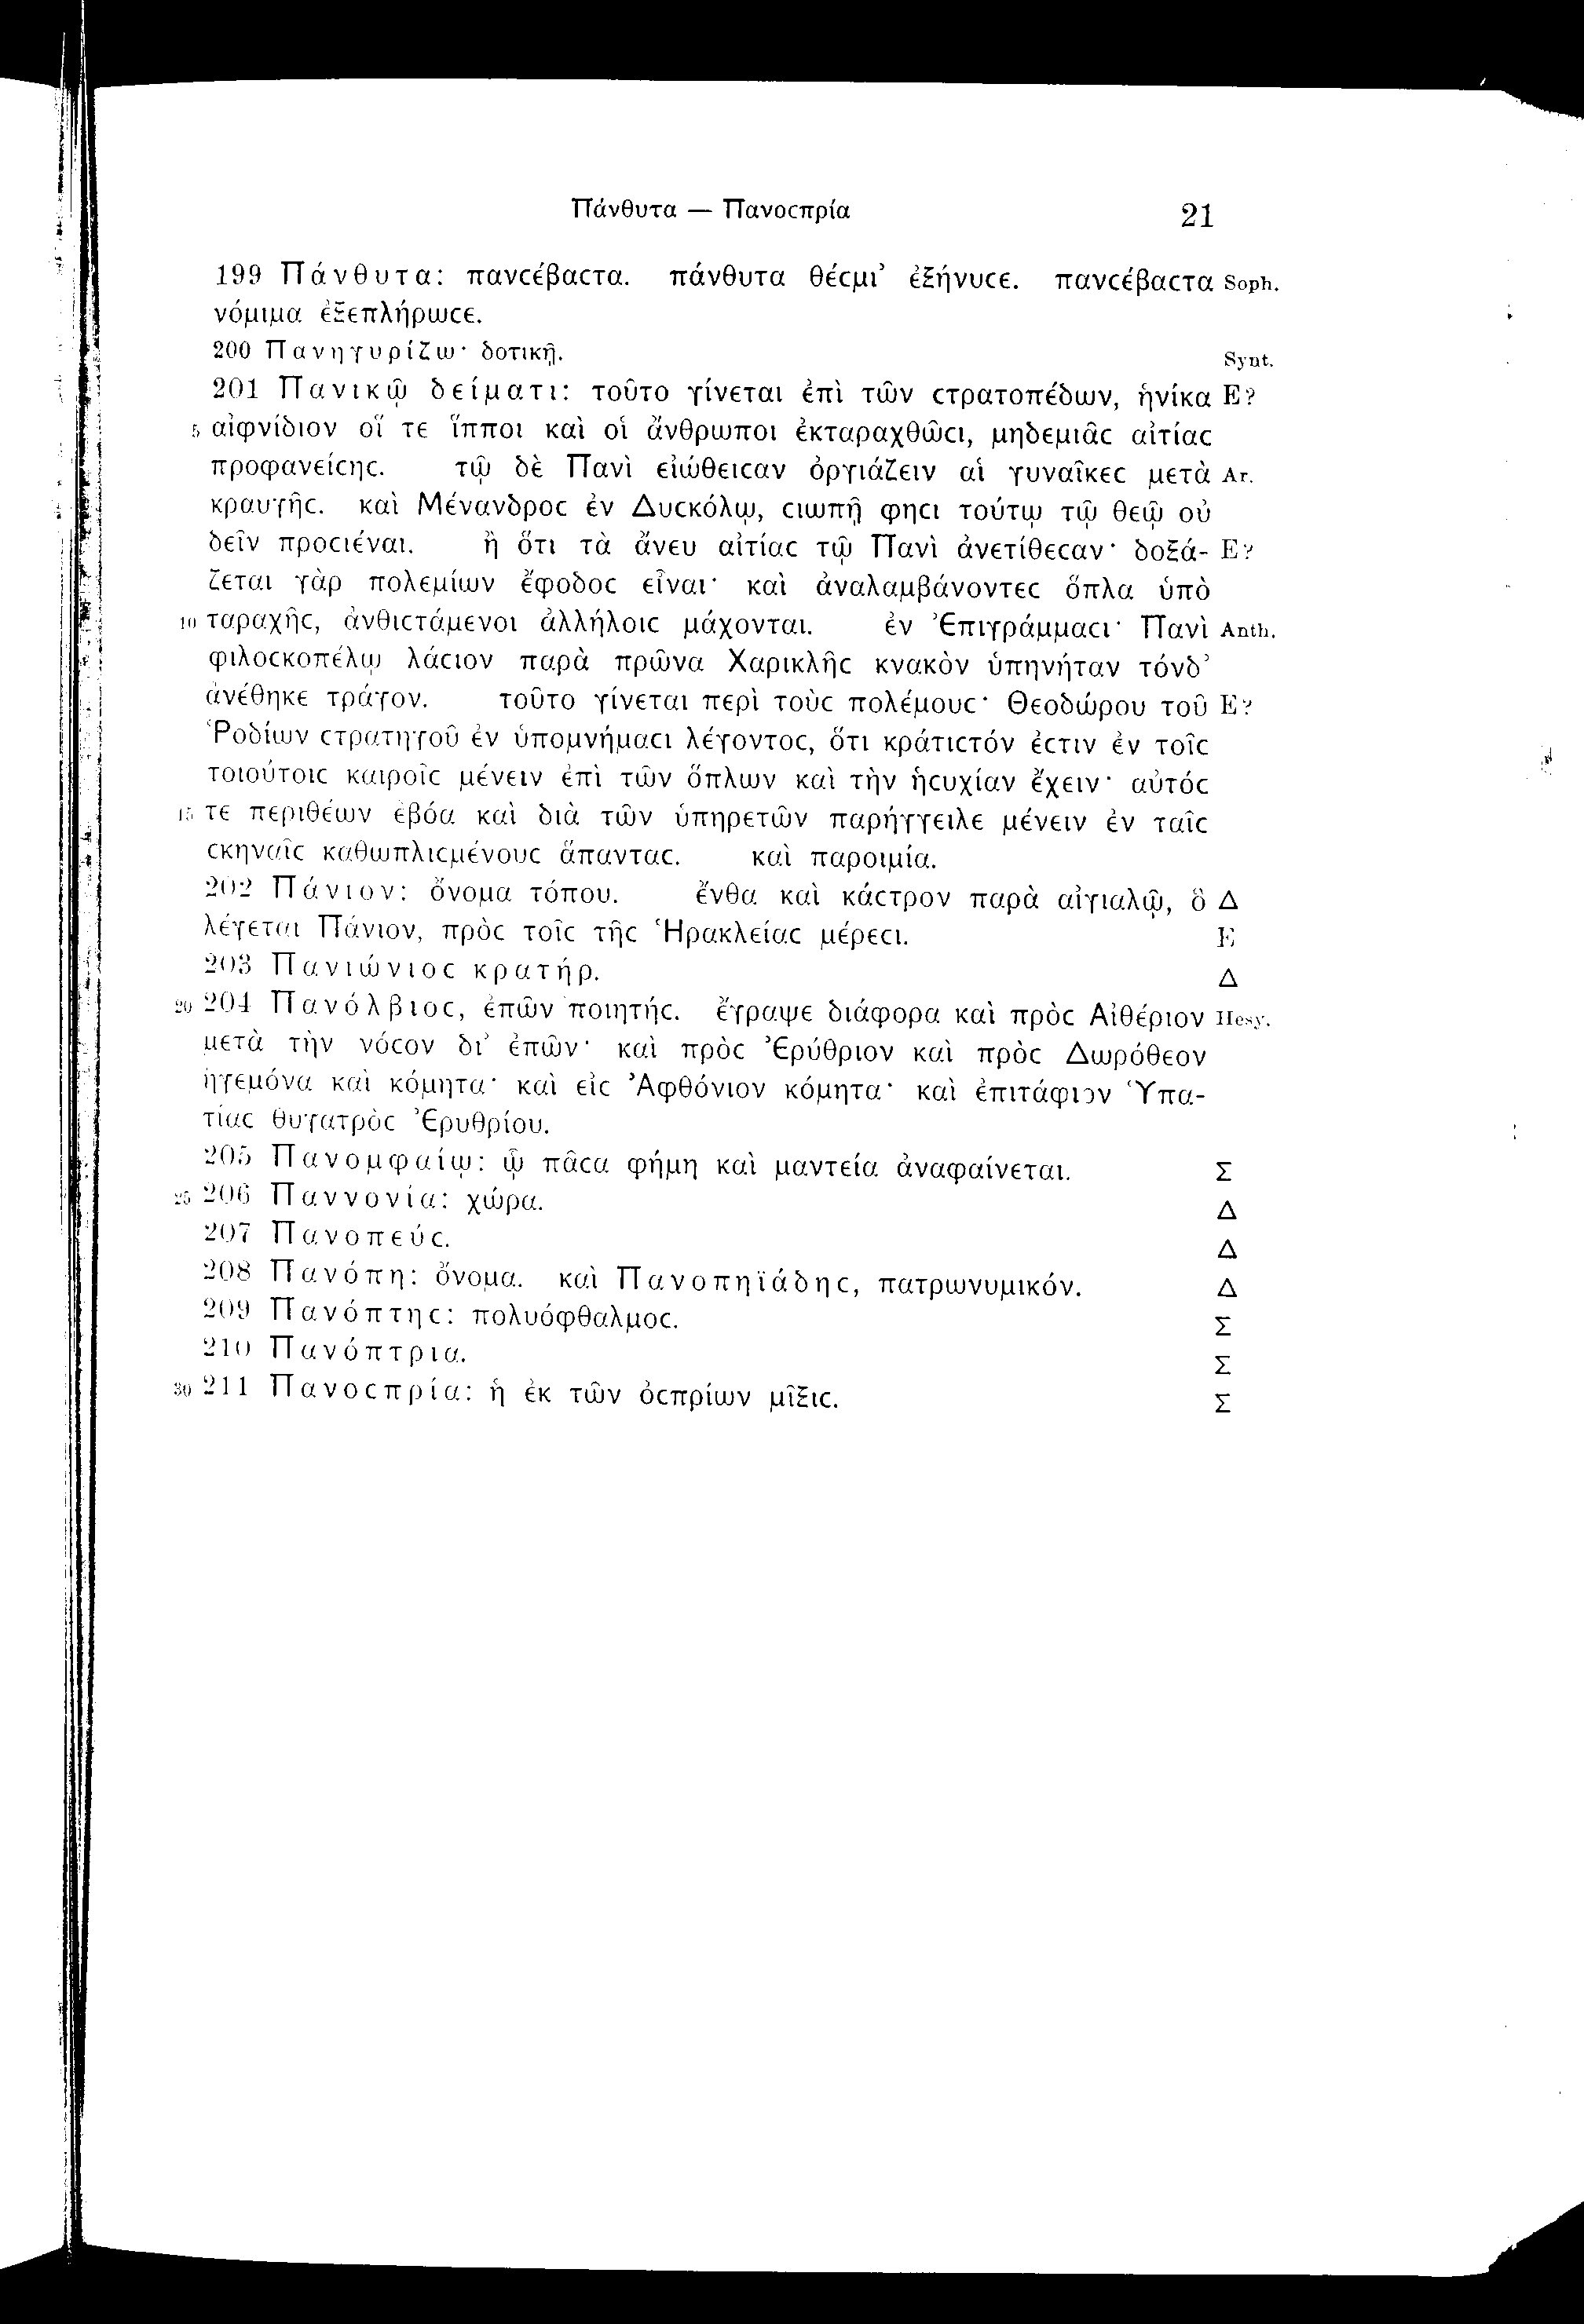 Πάνθυτα — Πανοϲπρία 21
199 Πάνθυτα: πανϲέβαϲτα. πάνθυτα θέϲμι’ ἐξήνυϲε. πανϲέβαϲτα Soph.
νόμιμα ἐξεπλήρωϲε.
200 Πανηγυρίζω· δοτικῇ. Synt.
201 Πανικῷ δείματι: τοῦτο γίνεται ἐπὶ τῶν ϲτρατοπέδων, ἡνίκα E?
5 αἰφνίδιον οἵ τε ἵπποι καὶ οἱ ἄνθρωποι ἐκταραχθῶϲι, μηδεμιᾶϲ αἰτίαϲ
προφανείϲηϲ. τῷ δὲ Πανὶ εἰώθειϲαν ὀργιάζειν αἱ γυναῖκεϲ μετὰ Ar.
κραυγῆϲ. καὶ Μένανδροϲ ἐν Δυϲκόλῳ, ϲιωπῇ φηϲι τούτῳ τῷ θεῷ οὐ
δεῖν προϲιέναι. ἢ ὅτι τὰ ἄνευ αἰτίαϲ τῷ Πανὶ ἀνετίθεϲαν· δοξά- E?
ζεται γὰρ πολεμίων ἔφοδοϲ εἶναι· καὶ ἀναλαμβάνοντεϲ ὅπλα ὑπὸ
10 ταραχῆϲ, ἀνθιϲτάμενοι ἀλλήλοιϲ μάχονται. ἐν Ἐπιγράμμαϲι· Πανὶ Anth.
φιλοϲκοπέλῳ λάϲιον παρὰ πρῶνα Χαρικλῆϲ κνακὸν ὑπηνήταν τόνδ’
ἀνέθηκε τράγον. τοῦτο γίνεται περὶ τοὺϲ πολέμουϲ· Θεοδώρου τοῦ E?
Ῥοδίων ϲτρατηγοῦ ἐν ὑπομνήμαϲι λέγοντοϲ, ὅτι κράτιϲτόν ἐϲτιν ἐν τοῖϲ
τοιούτοιϲ καιροῖϲ μένειν ἐπὶ τῶν ὅπλων καὶ τὴν ἡϲυχίαν ἔχειν· αὐτόϲ
15 τε περιθέων ἐβόα καὶ διὰ τῶν ὑπηρετῶν παρήγγειλε μένειν ἐν ταῖϲ
ϲκηναῖϲ καθωπλιϲμένουϲ ἅπανταϲ. καὶ παροιμία.
202 Πάνιον: ὄνομα τόπου. ἔνθα καὶ κάϲτρον παρὰ αἰγιαλῷ, ὃ Δ
λέγεται Πάνιον, πρὸϲ τοῖϲ τῆϲ Ἡρακλείαϲ μέρεϲι. E
203 Πανιώνιοϲ κρατήρ. Δ
20 204 Πανόλβιοϲ, ἐπῶν ποιητήϲ. ἔγραψε διάφορα καὶ πρὸϲ Αἰθέριον Hesy.
μετὰ τὴν νόϲον δι’ ἐπῶν· καὶ πρὸϲ Ἐρύθριον καὶ πρὸϲ Δωρόθεον
ἡγεμόνα καὶ κόμητα· καὶ εἰϲ Ἀφθόνιον κόμητα· καὶ ἐπιτάφιον Ὑπα-
τίαϲ θυγατρὸϲ Ἐρυθρίου.
205 Πανομφαίῳ: ᾧ πᾶϲα φήμη καὶ μαντεία ἀναφαίνεται. Σ
25 206 Παννονία: χώρα. Δ
207 Πανοπεύϲ. Δ
208 Πανόπη: ὄνομα. καὶ Πανοπηϊάδηϲ, πατρωνυμικόν. Δ
209 Πανόπτηϲ: πολυόφθαλμοϲ. Σ
210 Πανόπτρια. Σ
30 211 Πανοϲπρία: ἡ ἐκ τῶν ὀϲπρίων μῖξιϲ. Σ